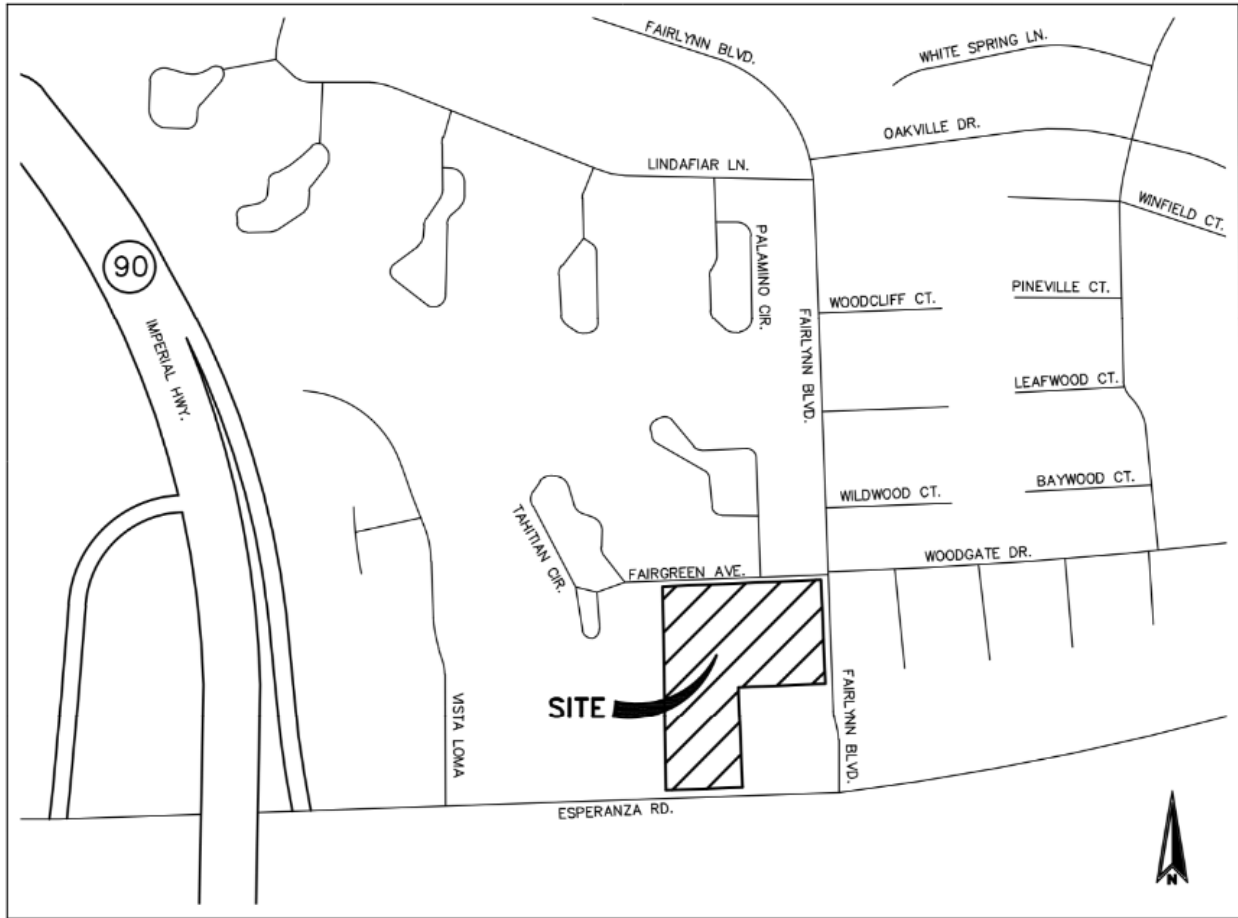 FAIRLYNN BLVD.
WHITE SPRING LN.
OAKVILLE DR.
LINDAFIAR LN.
WINFIELD CT.
90
PALAMINO CIR.
PINEVILLE CT.
WOODCLIFF CT.
IMPERIAL HWY.
FAIRLYNN BLVD.
LEAFWOOD CT.
BAYWOOD CT.
WILDWOOD CT.
TAHITIAN CIR.
WOODGATE DR.
FAIRGREEN AVE.
SITE
VISTA LOMA
FAIRLYNN BLVD.
ESPERANZA RD.
N